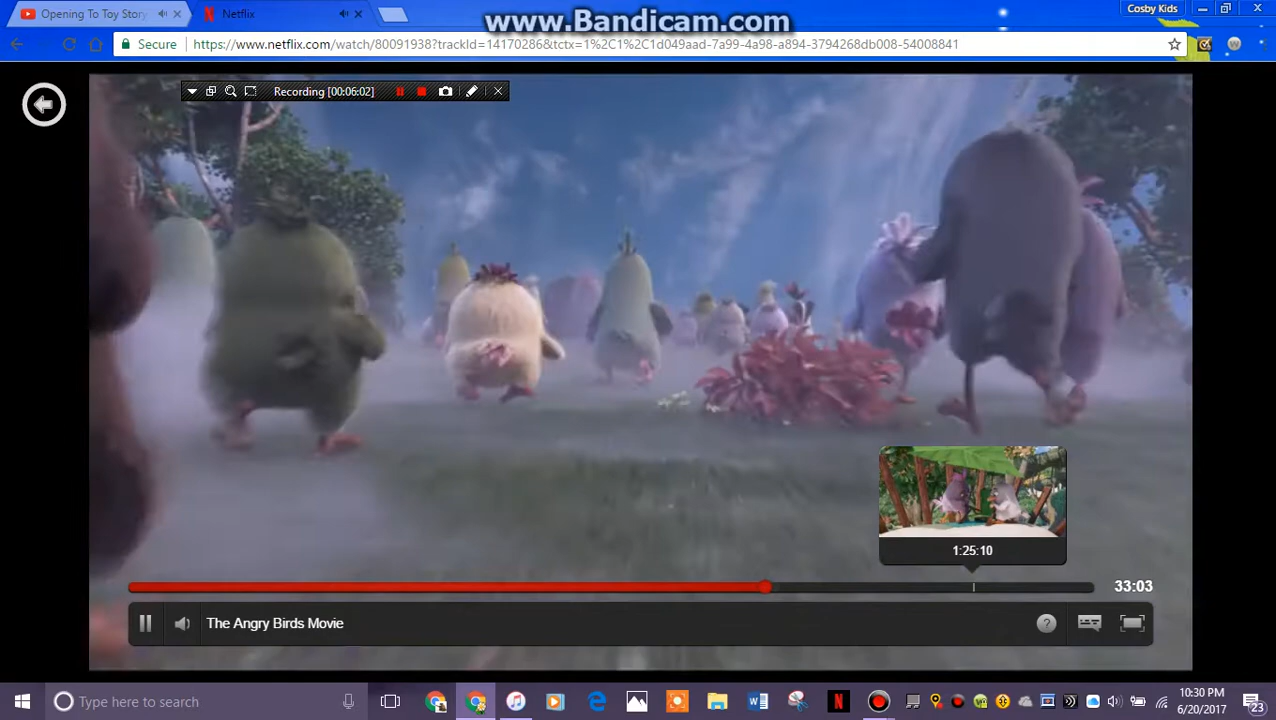 www.Bandicam.com
Opening To Toy Story
Netflix
Cosby Kids
Secure
https://www.netflix.com/watch/80091938?trackId=14170286&tctx=1%2C1%2C1d049aad-7a99-4a98-a894-3794268db008-54008841
Recording [00:06:02]
1:25:10
33:03
The Angry Birds Movie
?
Type here to search
10:30 PM
6/20/2017
23